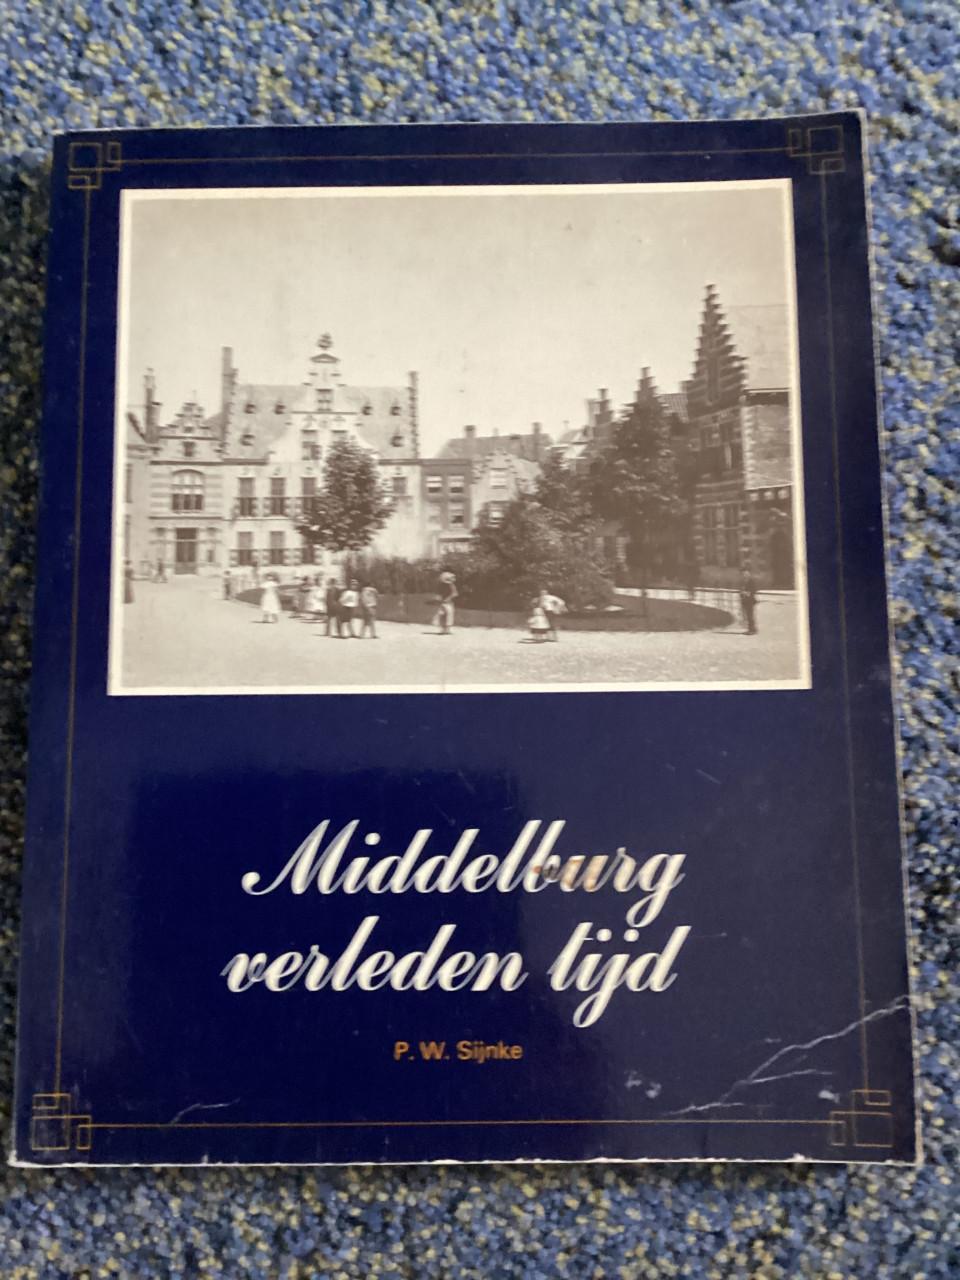 Middelburg
verleden tijd
P. W. Sijnke